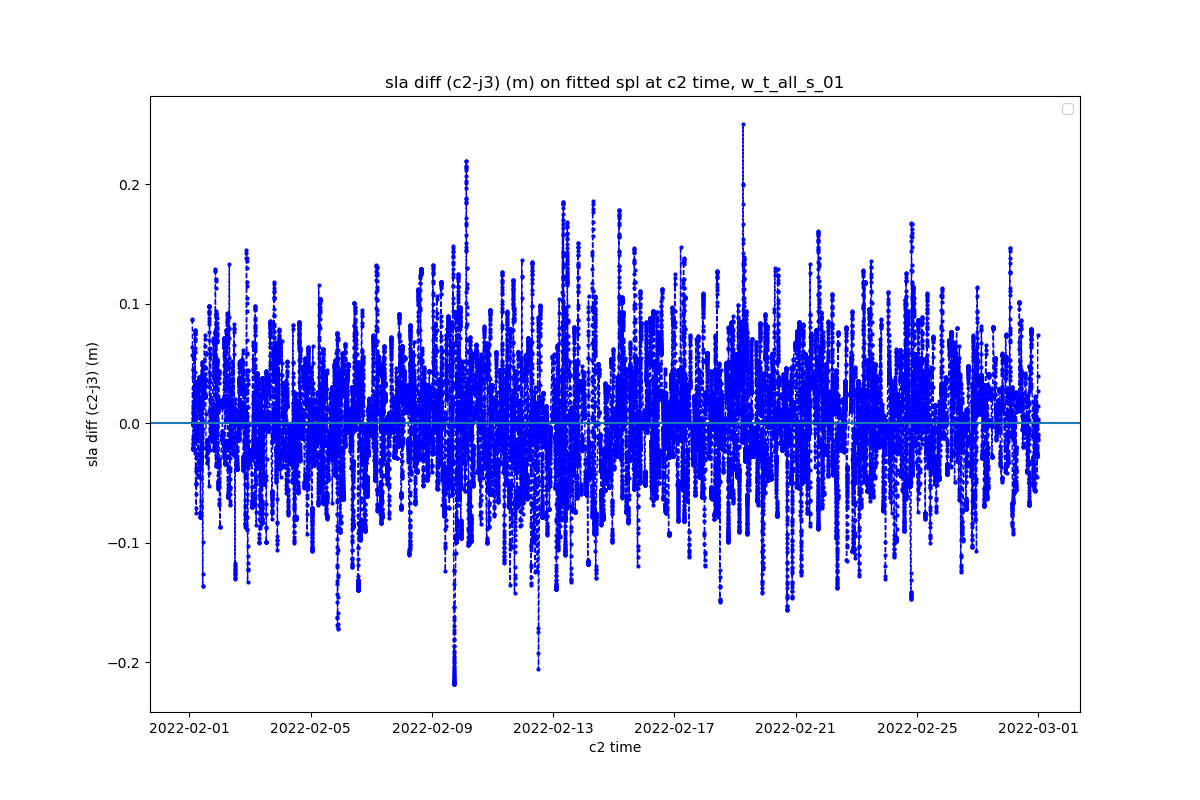 sla diff (c2-j3) (m) on fitted spl at c2 time, w_t_all_s_01
sla diff (c2-j3) (m)
0.2
0.1
0.0
−0.1
−0.2
2022-02-01 2022-02-05 2022-02-09 2022-02-13 2022-02-17 2022-02-21 2022-02-25 2022-03-01
c2 time